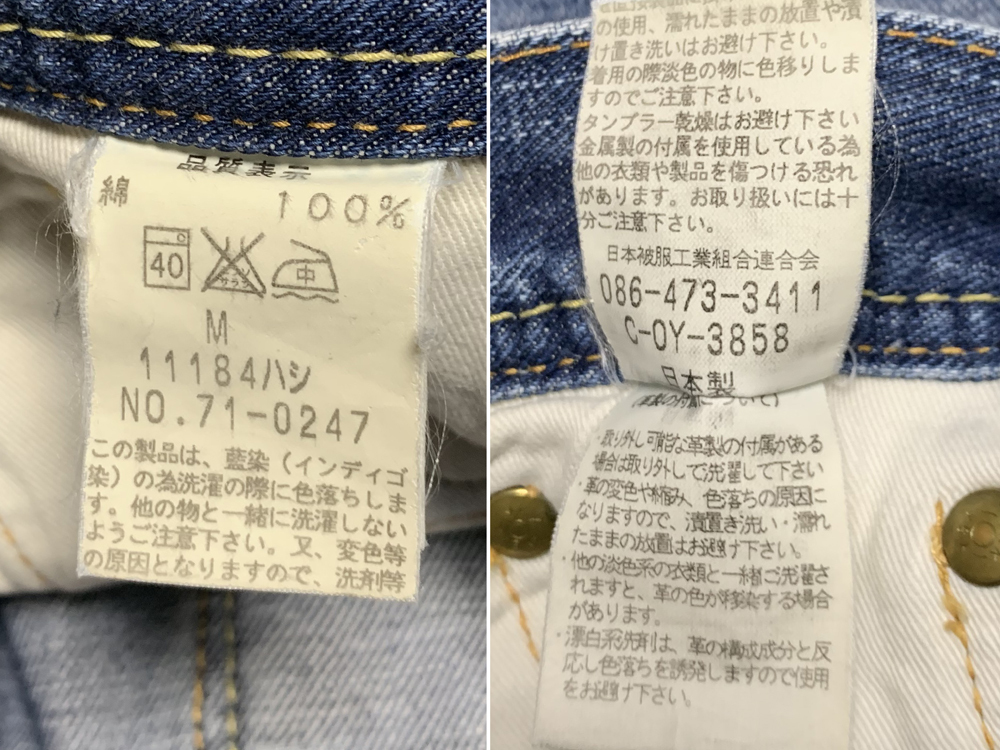 品質表示
綿 100%
40 サラシ 中
M
11184ハシ
NO.71-0247
この製品は、藍染(インディゴ
染)の為洗濯の際に色落ちしま
す。他の物と一緒に洗濯しない
ようご注意下さい。又、変色等
の原因となりますので、洗剤等
の使用、濡れたままの放置や漬
け置き洗いはお避け下さい。
着用の際淡色の物に色移りしま
すのでご注意下さい。
タンブラー乾燥はお避け下さい
金属製の付属を使用している為
他の衣類や製品を傷つける恐れ
があります。お取り扱いには十
分ご注意下さい。
日本被服工業組合連合会
086-473-3411
C-OY-3858
日本製
(革製の付属について)
・取り外し可能な革製の付属がある
場合は取り外して洗濯して下さい
・革の変色や縮み、色落ちの原因に
なりますので、漬置き洗い・濡れ
たままの放置はお避け下さい。
・他の淡色系の衣類と一緒ご洗濯さ
れますと、革の色が移染する場合
があります。
・漂白系洗剤は、革の構成成分と反
応し色落ちを誘発しますので使用
をお避け下さい。